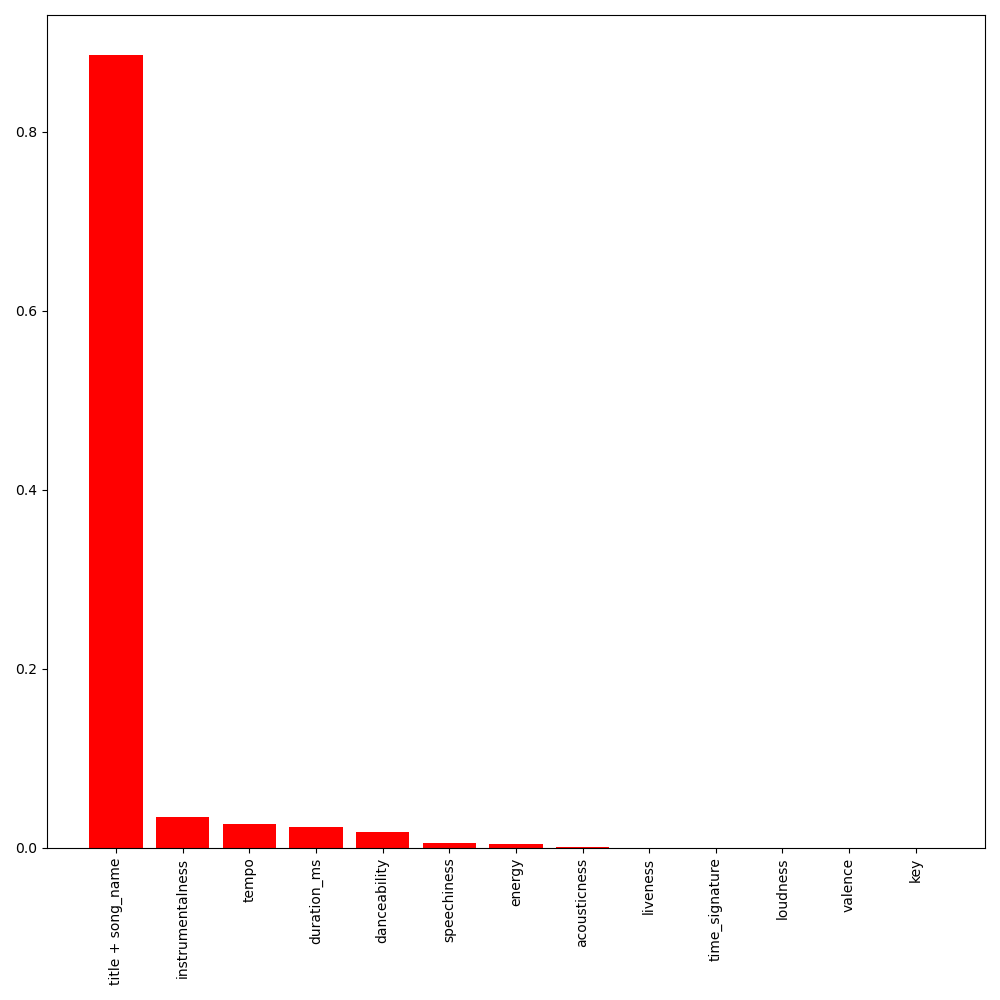 0.8
0.6
0.4
0.2
0.0
title + song_name
instrumentalness
tempo
duration_ms
danceability
speechiness
energy
acousticness
liveness
time_signature
loudness
valence
key